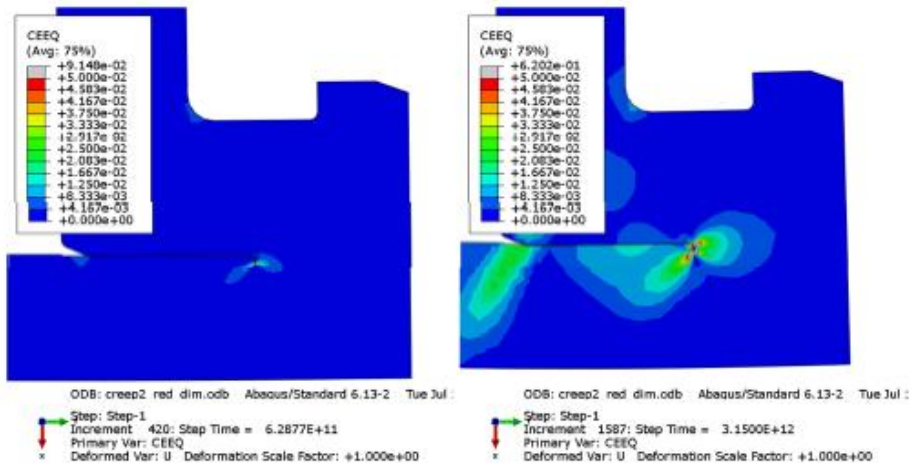 CEEQ
(Avg: 75%)
+9.148e-02
+5.000e-02
+4.583e-02
+4.167e-02
+3.750e-02
+3.333e-02
+2.917e-02
+2.500e-02
+2.083e-02
+1.667e-02
+1.250e-02
+8.333e-03
+4.167e-03
+0.000e+00
ODB: creep2_red_dim.odb Abaqus/Standard 6.13-2 Tue Jul
Step: Step-1
Increment 420: Step Time = 6.2877E+11
Primary Var: CEEQ
Deformed Var: U Deformation Scale Factor: +1.000e+00
CEEQ
(Avg: 75%)
+6.202e-01
+5.000e-02
+4.583e-02
+4.167e-02
+3.750e-02
+3.333e-02
+2.917e-02
+2.500e-02
+2.083e-02
+1.667e-02
+1.250e-02
+8.333e-03
+4.167e-03
+0.000e+00
ODB: creep2_red_dim.odb Abaqus/Standard 6.13-2 Tue Jul
Step: Step-1
Increment 1587: Step Time = 3.1500E+12
Primary Var: CEEQ
Deformed Var: U Deformation Scale Factor: +1.000e+00